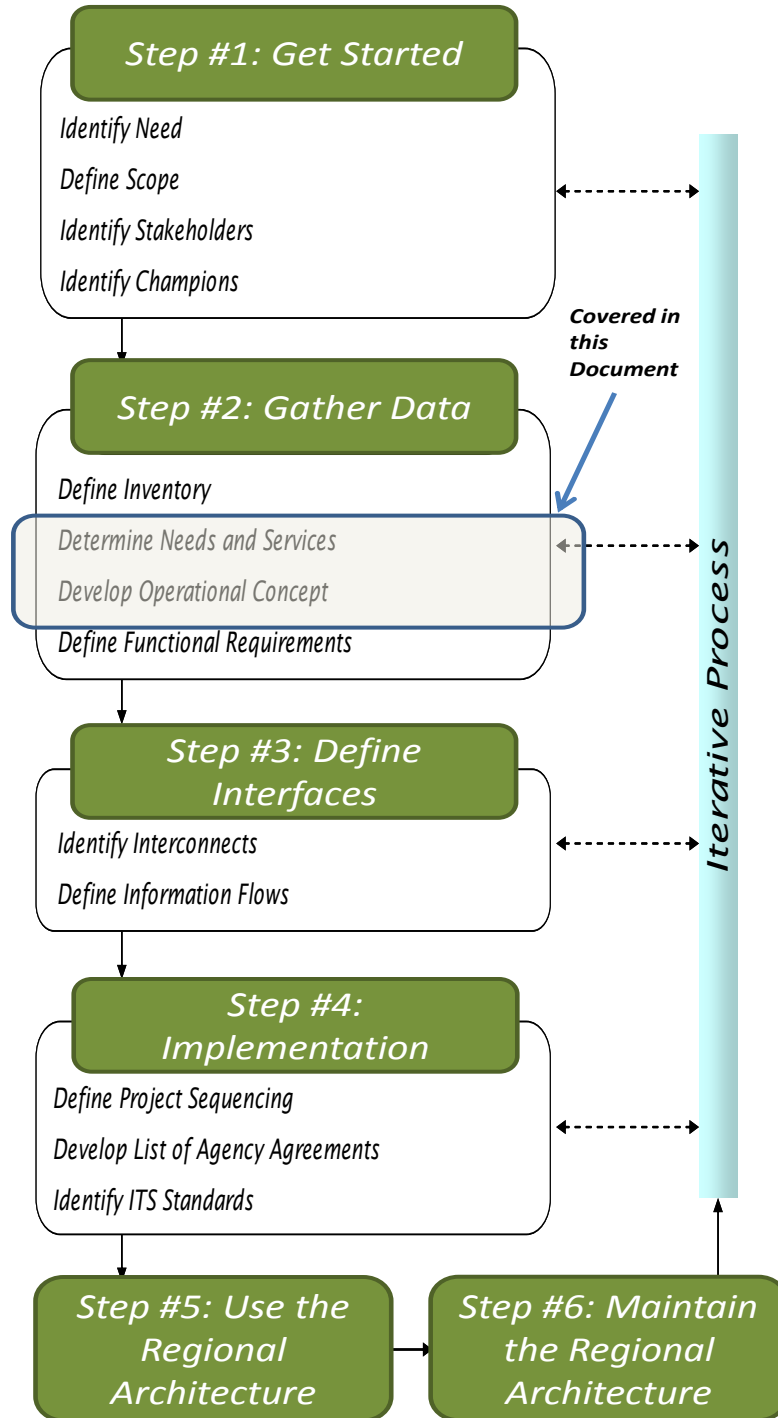 Step #1: Get Started
Identify Need
Define Scope
Identify Stakeholders
Identify Champions
Covered in
this
Document
Step #2: Gather Data
Define Inventory
Determine Needs and Services
Develop Operational Concept
Define Functional Requirements
Step #3: Define
Interfaces
Identify Interconnects
Define Information Flows
Step #4:
Implementation
Define Project Sequencing
Develop List of Agency Agreements
Identify ITS Standards
Iterative Process
Step #5: Use the
Regional
Architecture
Step #6: Maintain
the Regional
Architecture